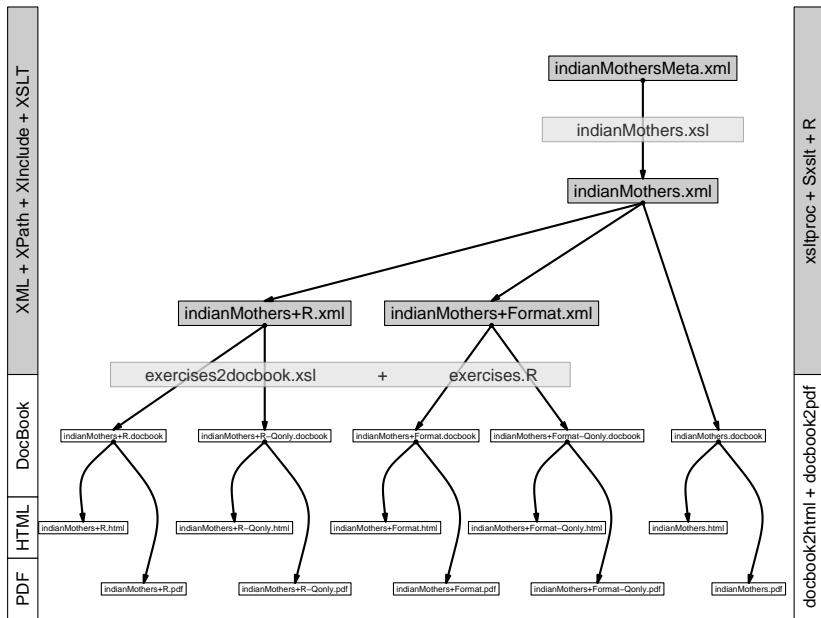 indianMothersMeta.xml
indianMothers.xsl
indianMothers.xml
indianMothers+R.xml
indianMothers+Format.xml
exercises2docbook.xsl + exercises.R
indianMothers+R.docbook
indianMothers+R−Qonly.docbook
indianMothers+Format.docbook
indianMothers+Format−Qonly.docbook
indianMothers.docbook
indianMothers+R.html
indianMothers+R−Qonly.html
indianMothers+Format.html
indianMothers+Format−Qonly.html
indianMothers.html
indianMothers+R.pdf
indianMothers+R−Qonly.pdf
indianMothers+Format.pdf
indianMothers+Format−Qonly.pdf
indianMothers.pdf
XML + XPath + XInclude + XSLT
DocBook
HTML
PDF
xsltproc + Sxslt + R
docbook2html + docbook2pdf